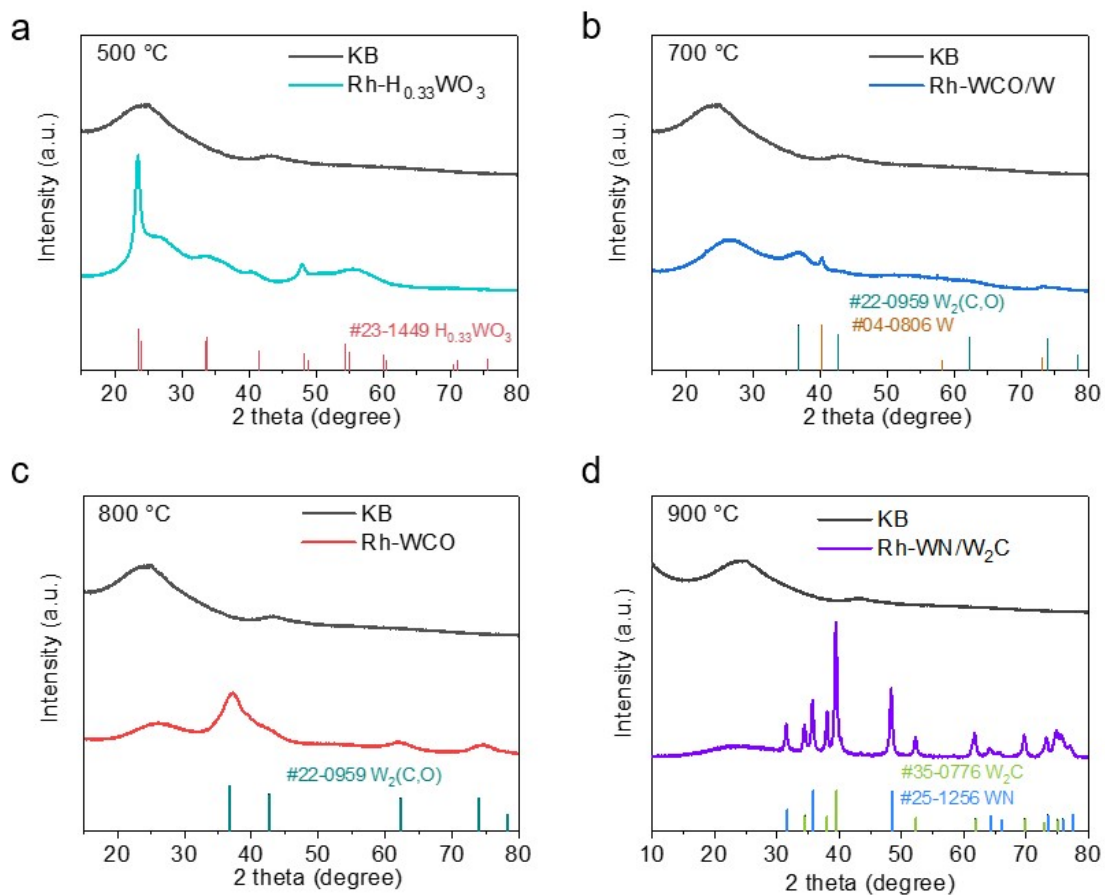 a
500 °C
KB
Rh-H₀.₃₃WO₃
Intensity (a.u.)
#23-1449 H₀.₃₃WO₃
20 30 40 50 60 70 80
2 theta (degree)
b
700 °C
KB
Rh-WCO/W
Intensity (a.u.)
#22-0959 W₂(C,O)
#04-0806 W
20 30 40 50 60 70 80
2 theta (degree)
c
800 °C
KB
Rh-WCO
Intensity (a.u.)
#22-0959 W₂(C,O)
20 30 40 50 60 70 80
2 theta (degree)
d
900 °C
KB
Rh-WN/W₂C
Intensity (a.u.)
#35-0776 W₂C
#25-1256 WN
10 20 30 40 50 60 70 80
2 theta (degree)